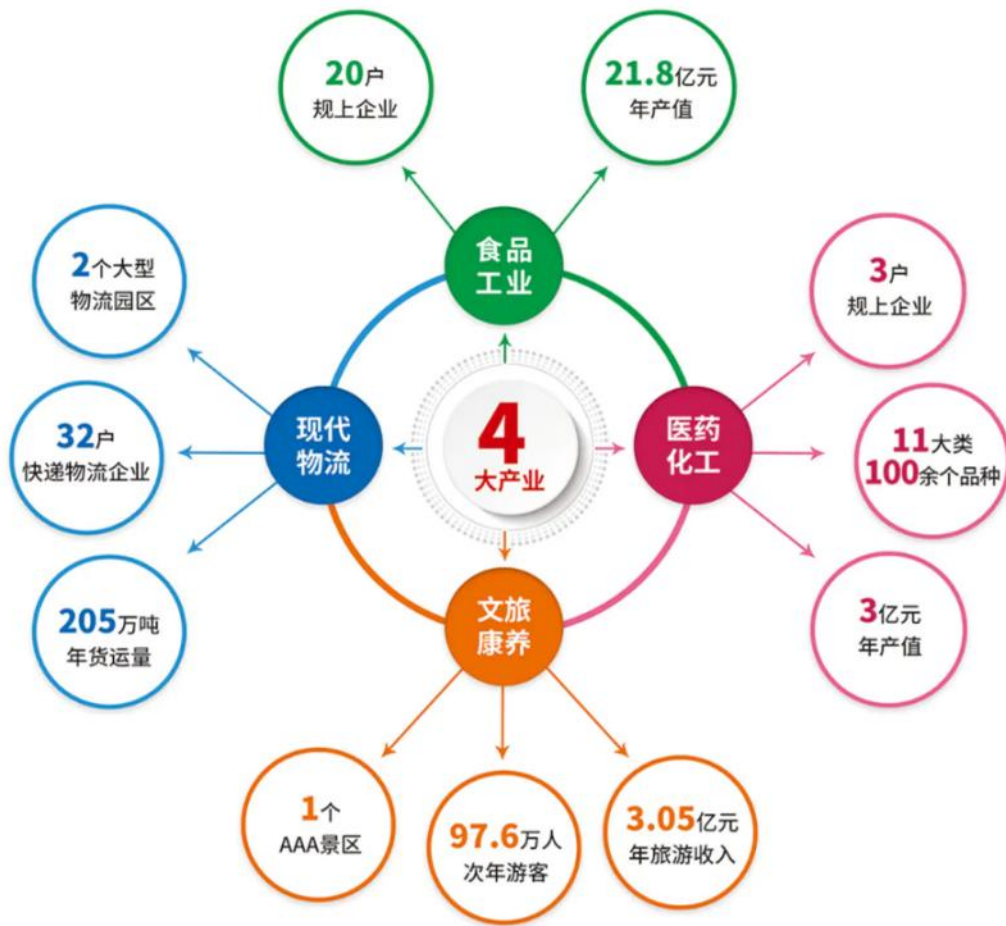 4
大产业
食品
工业
20户
规上企业
21.8亿元
年产值
医药
化工
3户
规上企业
11大类
100余个品种
3亿元
年产值
文旅
康养
1个
AAA景区
97.6万人
次年游客
3.05亿元
年旅游收入
现代
物流
2个大型
物流园区
32户
快递物流企业
205万吨
年货运量